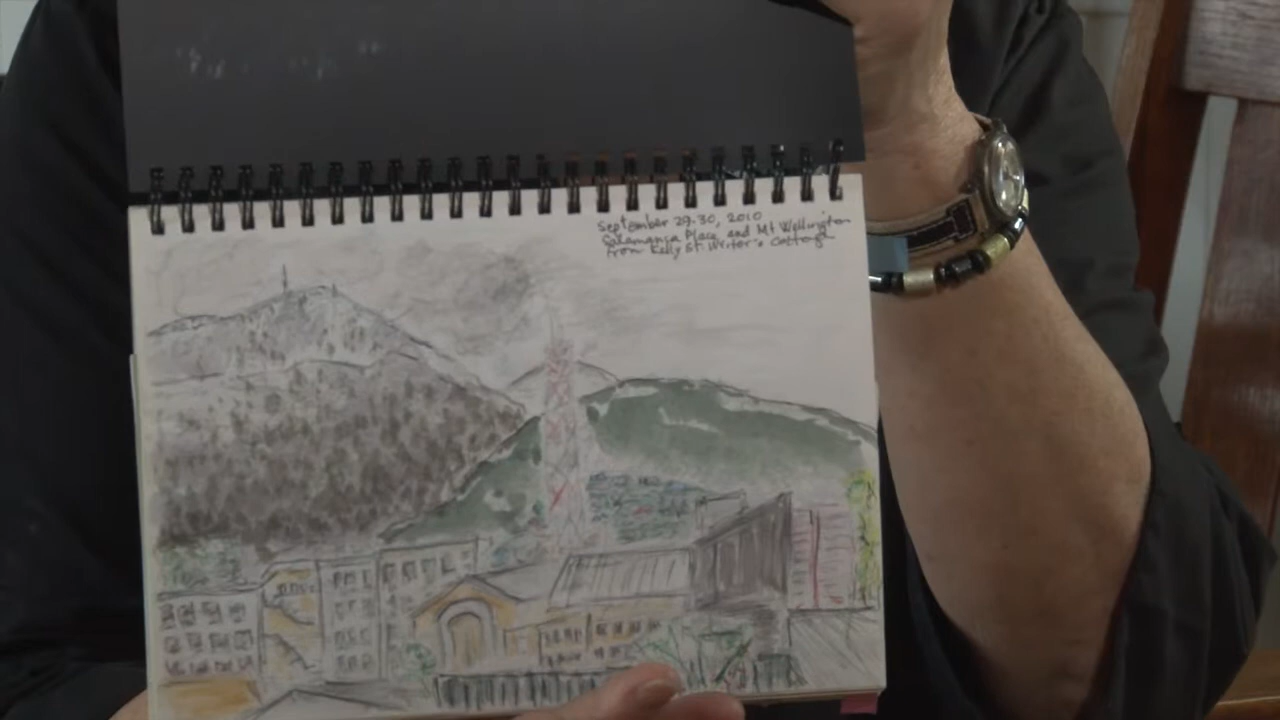 September 29-30, 2010
Salamanca Place and Mt Wellington
from Kelly St. Writer's Cottage